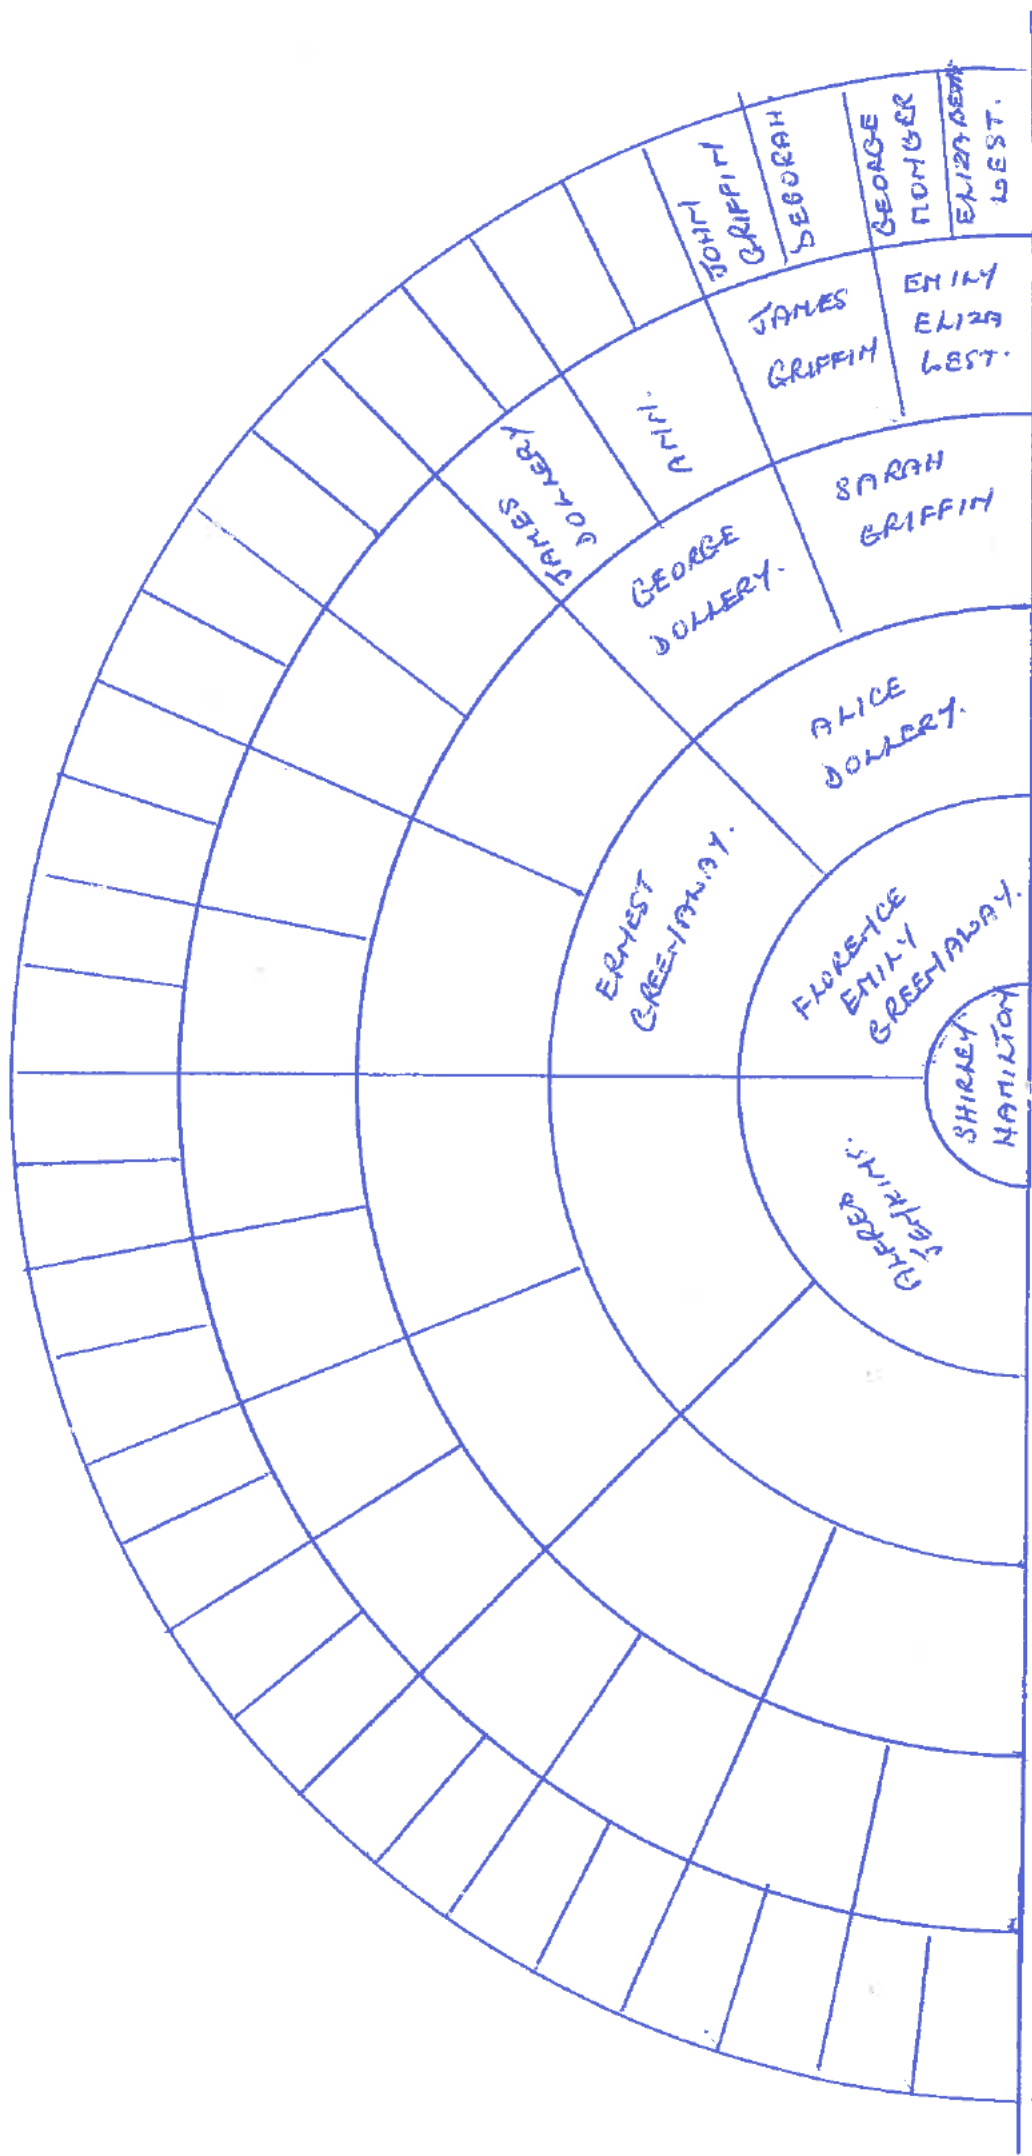 SHIRLEY
HAMILTON
ALFRED
JENKINS.
FLORENCE
EMILY
GREENAWAY.
ERNEST
GREENAWAY.
ALICE
DOLLERY.
GEORGE
DOLLERY.
SARAH
GRIFFIN
JAMES
DOLLERY
ANN.
JAMES
GRIFFIN
EMILY
ELIZA
WEST.
JOHN
GRIFFIN
DEBORAH.
GEORGE
MONGER
ELIZABETH
WEST.